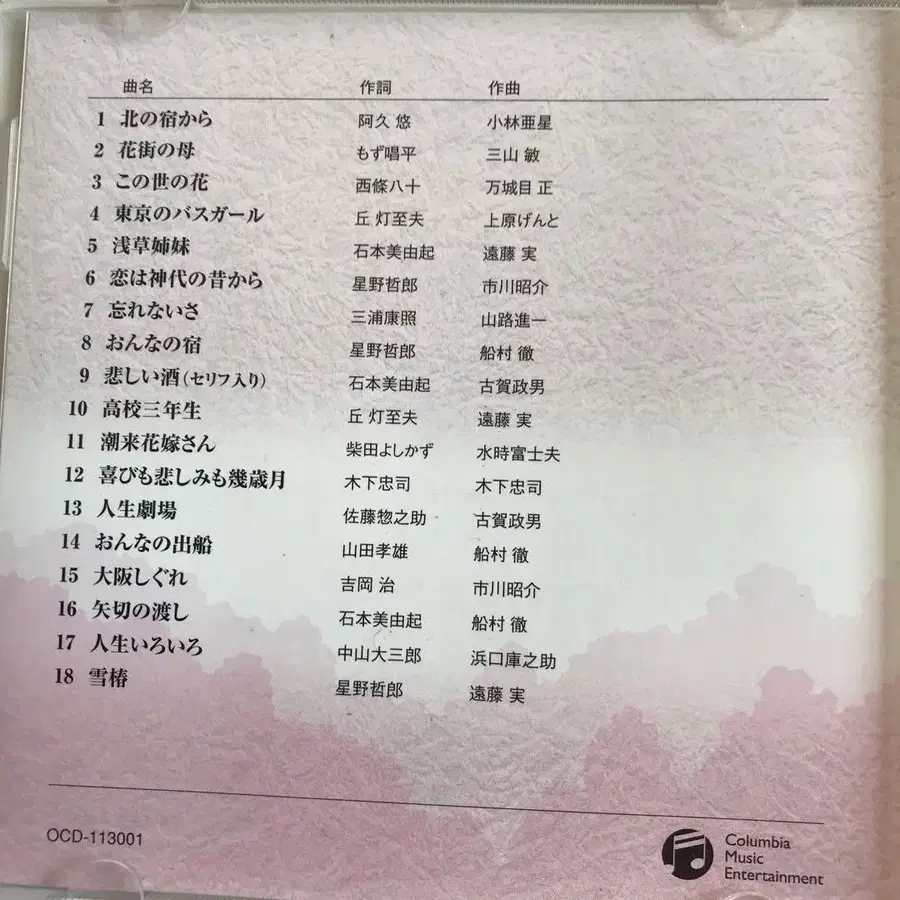 曲名 作詞 作曲
1 北の宿から 阿久 悠 小林亜星
2 花街の母 もず唱平 三山 敏
3 この世の花 西條八十 万城目 正
4 東京のバスガール 丘 灯至夫 上原げんと
5 浅草姉妹 石本美由起 遠藤 実
6 恋は神代の昔から 星野哲郎 市川昭介
7 忘れないさ 三浦康照 山路進一
8 おんなの宿 星野哲郎 船村 徹
9 悲しい酒(セリフ入り) 石本美由起 古賀政男
10 高校三年生 丘 灯至夫 遠藤 実
11 潮来花嫁さん 柴田よしかず 水時富士夫
12 喜びも悲しみも幾歳月 木下忠司 木下忠司
13 人生劇場 佐藤惣之助 古賀政男
14 おんなの出船 山田孝雄 船村 徹
15 大阪しぐれ 吉岡 治 市川昭介
16 矢切の渡し 石本美由起 船村 徹
17 人生いろいろ 中山大三郎 浜口庫之助
18 雪椿 星野哲郎 遠藤 実
OCD-113001
Columbia
Music
Entertainment